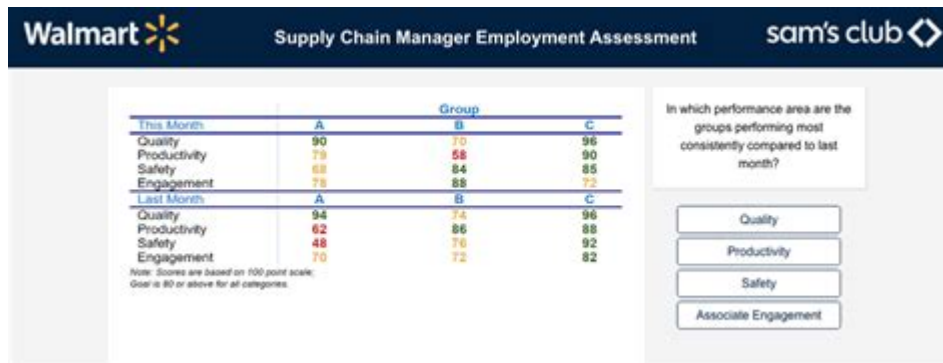 Walmart
Supply Chain Manager Employment Assessment
sam's club
Group
This Month A B C
Quality 90 70 96
Productivity 79 58 90
Safety 68 84 85
Engagement 78 88 72
Last Month A B C
Quality 94 74 96
Productivity 62 86 88
Safety 48 76 92
Engagement 70 72 82
Note: Scores are based on 100 point scale;
Goal is 80 or above for all categories.
In which performance area are the
groups performing most
consistently compared to last
month?
Quality
Productivity
Safety
Associate Engagement